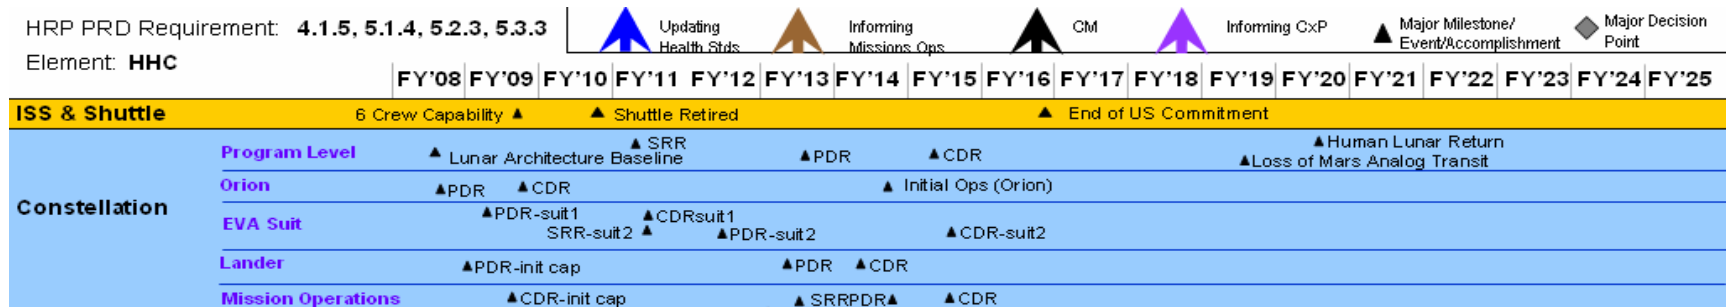 HRP PRD Requirement: 4.1.5, 5.1.4, 5.2.3, 5.3.3
Updating Health Stds
Informing Missions Ops
CM
Informing CxP
Major Milestone/ Event/Accomplishment
Major Decision Point
Element: HHC
FY'08 FY'09 FY'10 FY'11 FY'12 FY'13 FY'14 FY'15 FY'16 FY'17 FY'18 FY'19 FY'20 FY'21 FY'22 FY'23 FY'24 FY'25
ISS & Shuttle 6 Crew Capability Shuttle Retired End of US Commitment
Constellation
Program Level Lunar Architecture Baseline SRR PDR CDR Human Lunar Return
Loss of Mars Analog Transit
Orion PDR CDR Initial Ops (Orion)
EVA Suit PDR-suit1 CDRsuit1
SRR-suit2 PDR-suit2 CDR-suit2
Lander PDR-init cap PDR CDR
Mission Operations CDR-init cap SRR PDR CDR